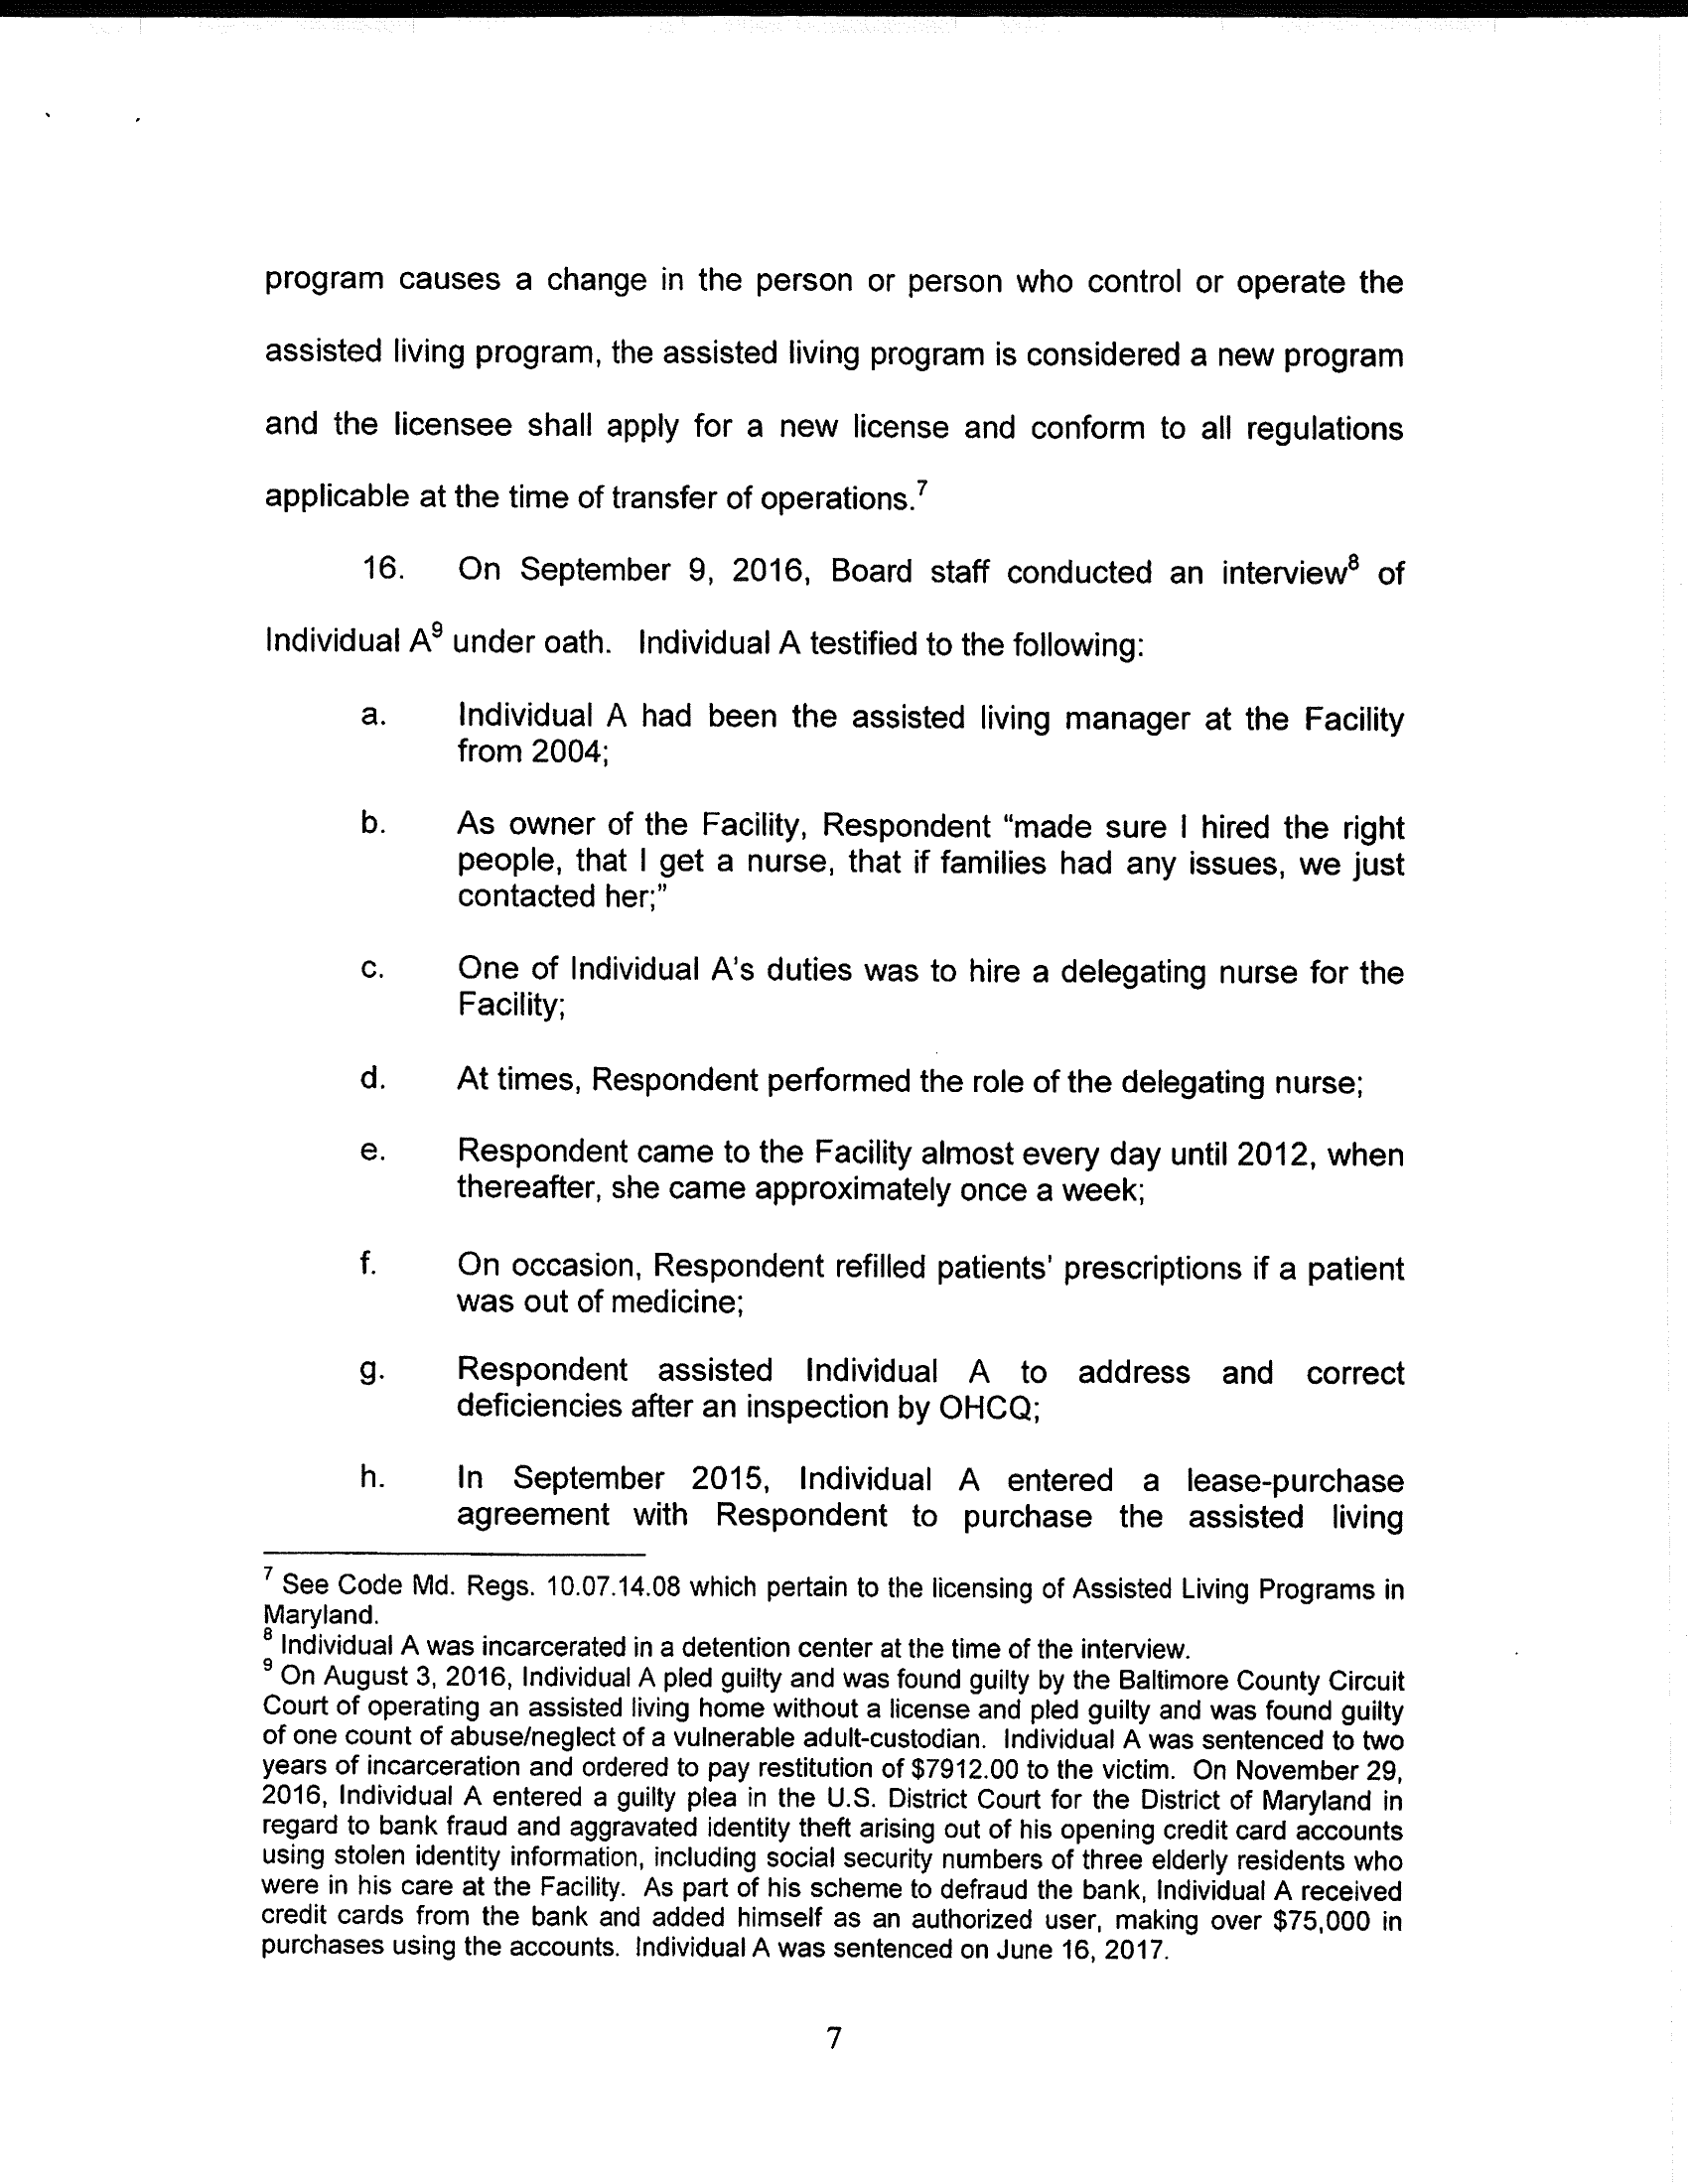 program causes a change in the person or person who control or operate the
assisted living program, the assisted living program is considered a new program
and the licensee shall apply for a new license and conform to all regulations
applicable at the time of transfer of operations.7
16. On September 9, 2016, Board staff conducted an interview8 of
Individual A9 under oath. Individual A testified to the following:
a. Individual A had been the assisted living manager at the Facility
from 2004;
b. As owner of the Facility, Respondent “made sure I hired the right
people, that I get a nurse, that if families had any issues, we just
contacted her;”
c. One of Individual A's duties was to hire a delegating nurse for the
Facility;
d. At times, Respondent performed the role of the delegating nurse;
e. Respondent came to the Facility almost every day until 2012, when
thereafter, she came approximately once a week;
f. On occasion, Respondent refilled patients' prescriptions if a patient
was out of medicine;
g. Respondent assisted Individual A to address and correct
deficiencies after an inspection by OHCQ;
h. In September 2015, Individual A entered a lease-purchase
agreement with Respondent to purchase the assisted living
7 See Code Md. Regs. 10.07.14.08 which pertain to the licensing of Assisted Living Programs in
Maryland.
8 Individual A was incarcerated in a detention center at the time of the interview.
9 On August 3, 2016, Individual A pled guilty and was found guilty by the Baltimore County Circuit
Court of operating an assisted living home without a license and pled guilty and was found guilty
of one count of abuse/neglect of a vulnerable adult-custodian. Individual A was sentenced to two
years of incarceration and ordered to pay restitution of $7912.00 to the victim. On November 29,
2016, Individual A entered a guilty plea in the U.S. District Court for the District of Maryland in
regard to bank fraud and aggravated identity theft arising out of his opening credit card accounts
using stolen identity information, including social security numbers of three elderly residents who
were in his care at the Facility. As part of his scheme to defraud the bank, Individual A received
credit cards from the bank and added himself as an authorized user, making over $75,000 in
purchases using the accounts. Individual A was sentenced on June 16, 2017.
7